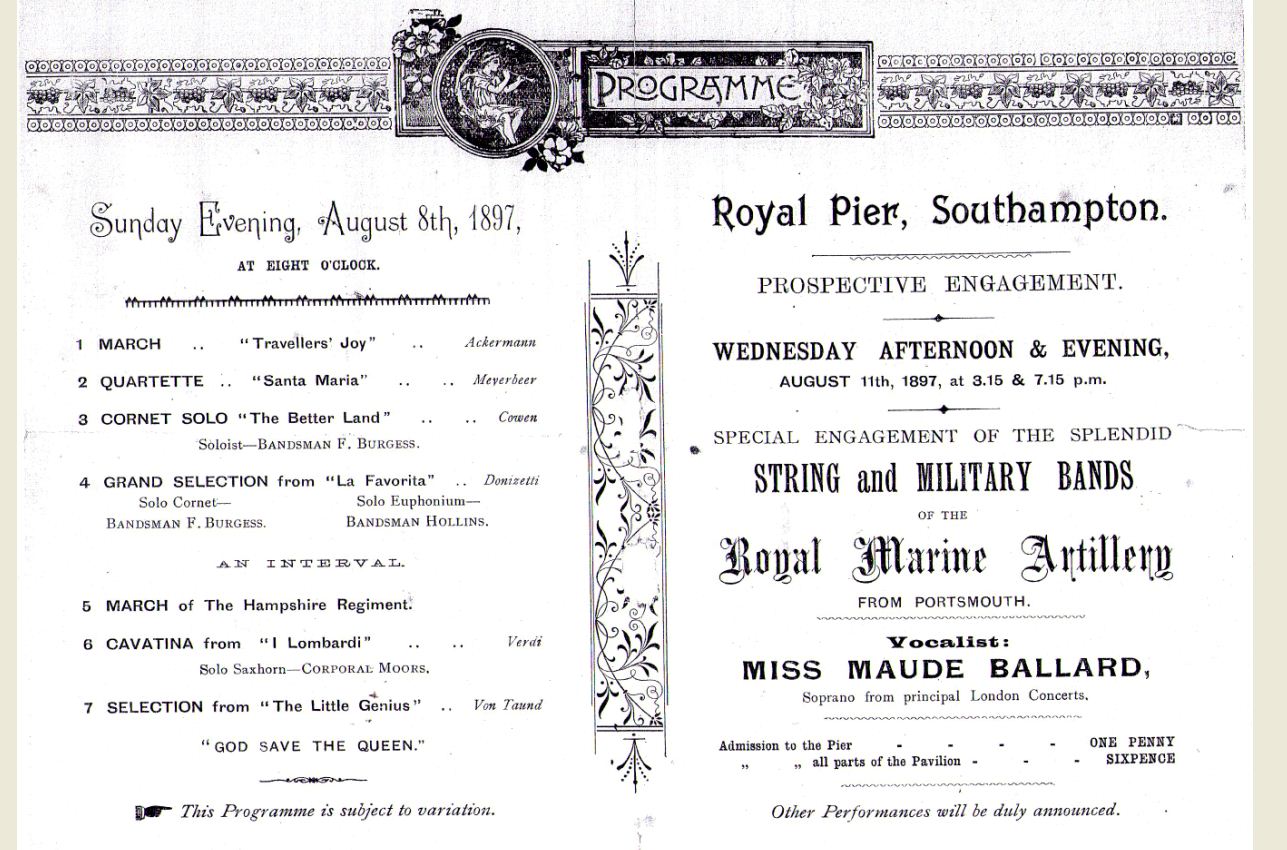 PROGRAMME
Sunday Evening, August 8th, 1897,
AT EIGHT O'CLOCK.
1 MARCH .. "Travellers' Joy" .. Ackermann
2 QUARTETTE .. "Santa Maria" .. .. Meyerbeer
3 CORNET SOLO "The Better Land" .. .. Cowen
Soloist—BANDSMAN F. BURGESS.
4 GRAND SELECTION from "La Favorita" .. Donizetti
Solo Cornet— Solo Euphonium—
BANDSMAN F. BURGESS. BANDSMAN HOLLINS.
AN INTERVAL.
5 MARCH of The Hampshire Regiment.
6 CAVATINA from "I Lombardi" .. .. Verdi
Solo Saxhorn—CORPORAL MOORS.
7 SELECTION from "The Little Genius" .. Von Taund
"GOD SAVE THE QUEEN."
This Programme is subject to variation.
Royal Pier, Southampton.
PROSPECTIVE ENGAGEMENT.
WEDNESDAY AFTERNOON & EVENING,
AUGUST 11th, 1897, at 3.15 & 7.15 p.m.
SPECIAL ENGAGEMENT OF THE SPLENDID
STRING and MILITARY BANDS
OF THE
Royal Marine Artillery
FROM PORTSMOUTH.
Vocalist:
MISS MAUDE BALLARD,
Soprano from principal London Concerts.
Admission to the Pier - - - - ONE PENNY
„ „ all parts of the Pavilion - - - SIXPENCE
Other Performances will be duly announced.